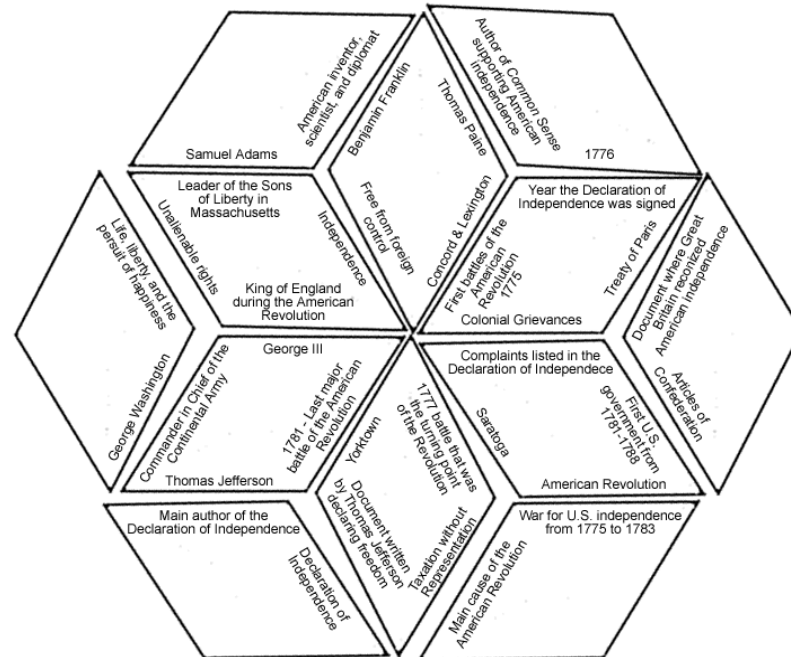 American inventor,
scientist, and diplomat
Samuel Adams
Benjamin Franklin
Thomas Paine
Free from foreign
control
Concord & Lexington
Author of Common Sense
supporting American
independence
1776
Leader of the Sons
of Liberty in
Massachusetts
Unalienable rights
Independence
King of England
during the American
Revolution
Year the Declaration of
Independence was signed
First battles of the
American
Revolution
1775
Treaty of Paris
Colonial Grievances
Life, liberty, and the
persuit of happiness
George Washington
Document where Great
Britain reconized
American independence
Articles of
Confederation
George III
Commander in Chief of the
Continental Army
1781 - Last major
battle of the American
Revolution
Thomas Jefferson
Complaints listed in the
Declaration of Independece
Saratoga
First U.S.
government from
1781-1788
American Revolution
1777 battle that was
the turning point
of the Revolution
Yorktown
Document written
by Thomas Jefferson
declaring freedom
Taxation without
Representation
Main author of the
Declaration of Independence
Declaration of
Independence
War for U.S. independence
from 1775 to 1783
Main cause of the
American Revolution